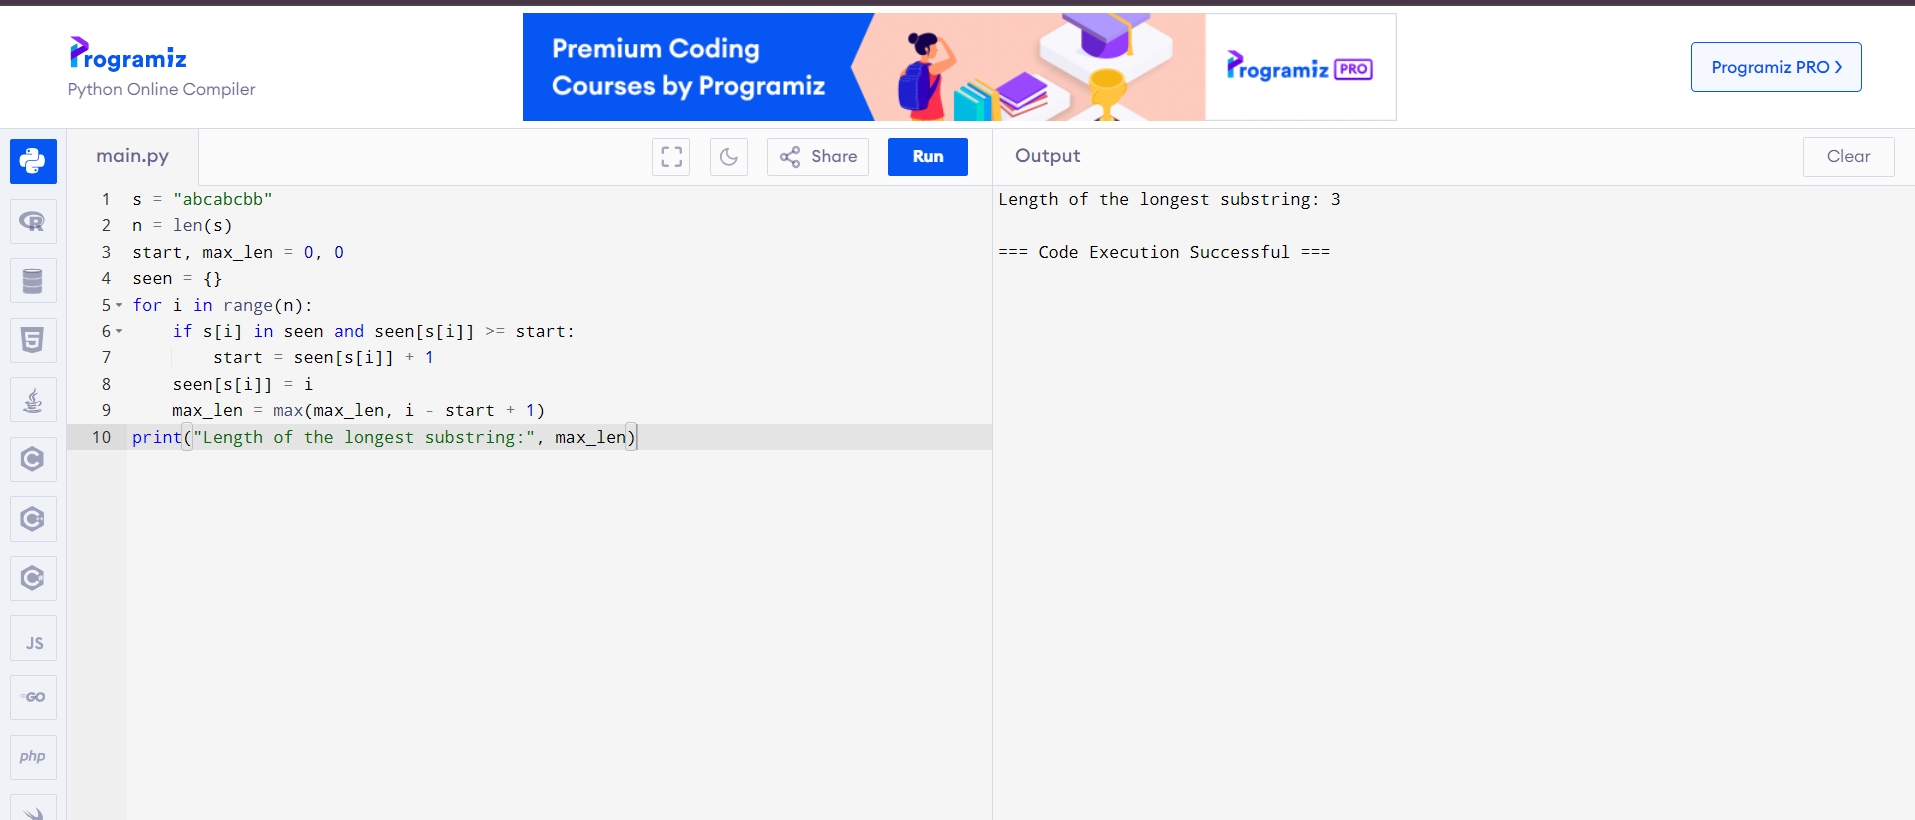 Programiz
Python Online Compiler
Premium Coding
Courses by Programiz
Programiz PRO
Programiz PRO >
main.py
Share
Run
Output
Clear
1 s = "abcabcbb"
2 n = len(s)
3 start, max_len = 0, 0
4 seen = {}
5 for i in range(n):
6     if s[i] in seen and seen[s[i]] >= start:
7         start = seen[s[i]] + 1
8     seen[s[i]] = i
9     max_len = max(max_len, i - start + 1)
10 print("Length of the longest substring:", max_len)
Length of the longest substring: 3
=== Code Execution Successful ===
R
5
C
C
C
JS
GO
php